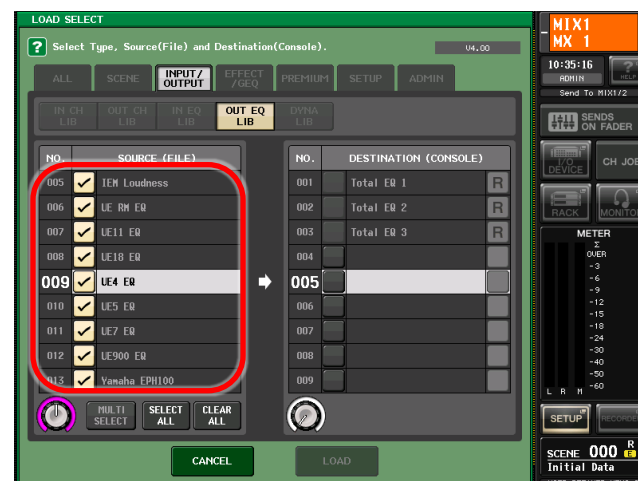 LOAD SELECT
? Select Type, Source(File) and Destination(Console). V4.00
ALL SCENE INPUT/OUTPUT EFFECT/GEQ PREMIUM SETUP ADMIN
IN CH LIB OUT CH LIB IN EQ LIB OUT EQ LIB DYNA LIB
NO. SOURCE (FILE)
005 IEM Loudness
006 UE RM EQ
007 UE11 EQ
008 UE18 EQ
009 UE4 EQ
010 UE5 EQ
011 UE7 EQ
012 UE900 EQ
013 Yamaha EPH100
MULTI SELECT SELECT ALL CLEAR ALL
NO. DESTINATION (CONSOLE)
001 Total EQ 1 R
002 Total EQ 2 R
003 Total EQ 3 R
004
005
006
007
008
009
CANCEL LOAD
MIX1
MX 1
10:35:16
ADMIN
? HELP
Send To MIX1/2
SENDS ON FADER
I/O DEVICE CH JOB
RACK MONITO
METER
Σ
OVER
-3
-6
-9
-12
-15
-18
-24
-30
-40
-50
-60
L R M
SETUP RECORDE
SCENE 000 R E
Initial Data